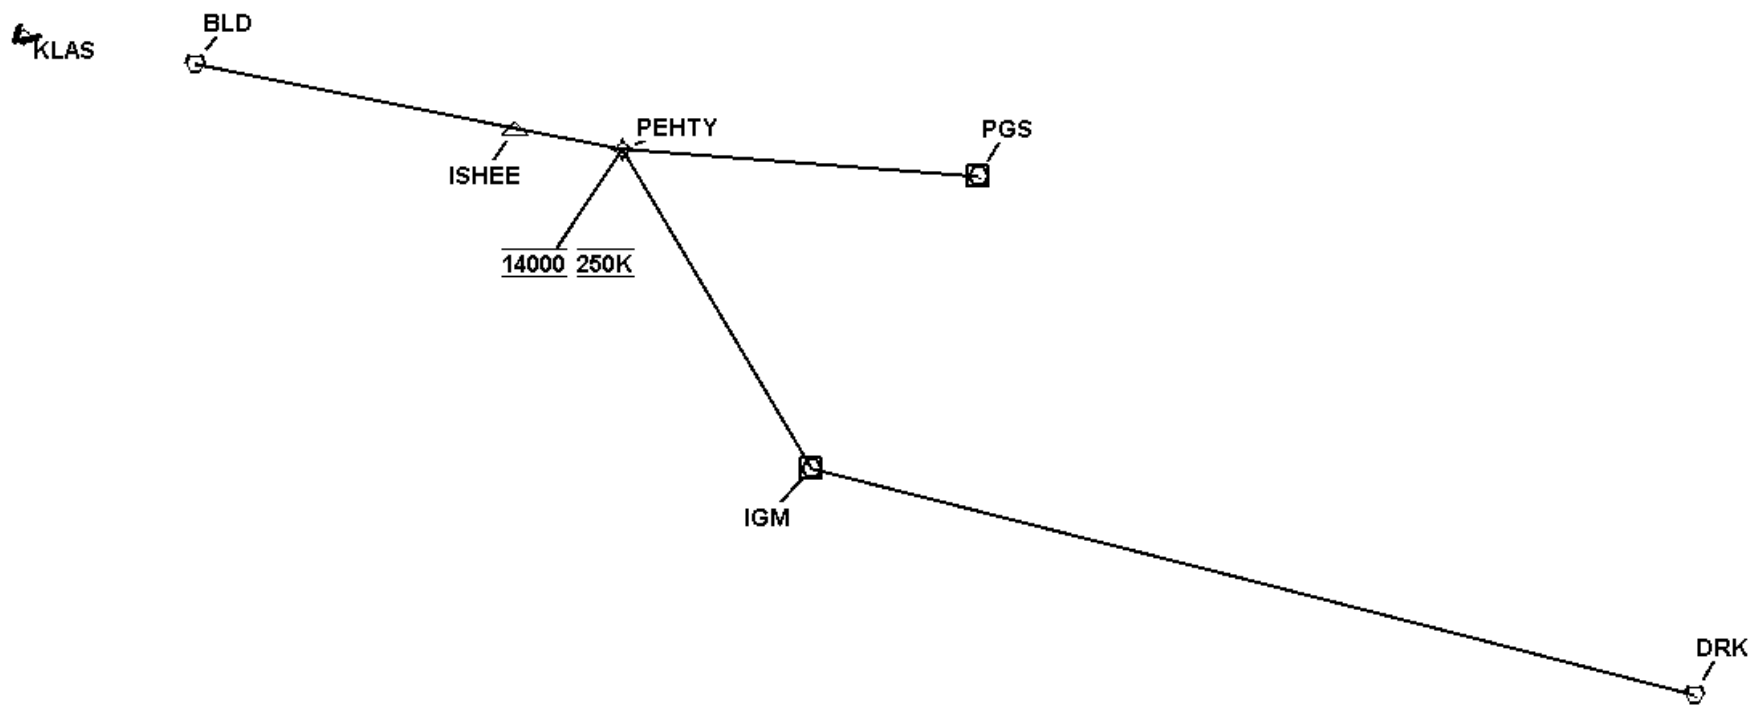 BLD
KLAS
PEHTY
PGS
ISHEE
14000 250K
IGM
DRK